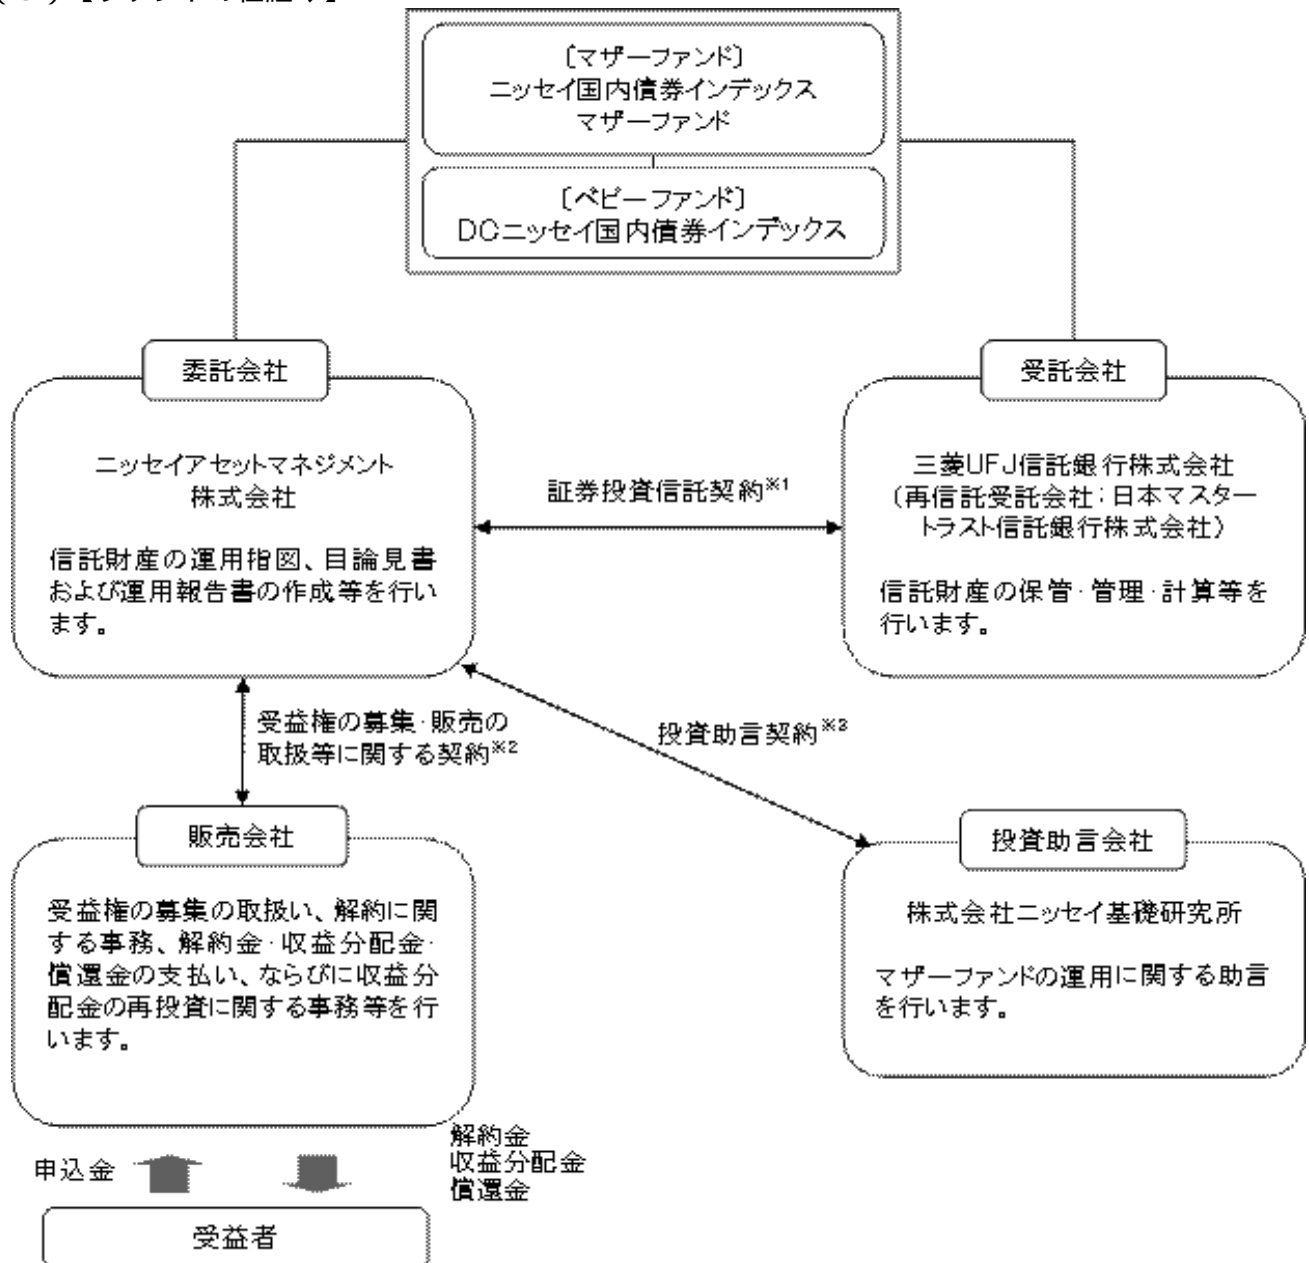 〔マザーファンド〕
ニッセイ国内債券インデックス
マザーファンド
〔ベビーファンド〕
DCニッセイ国内債券インデックス
委託会社
ニッセイアセットマネジメント
株式会社
信託財産の運用指図、目論見書
および運用報告書の作成等を行い
ます。
証券投資信託契約※1
受託会社
三菱UFJ信託銀行株式会社
(再信託受託会社:日本マスター
トラスト信託銀行株式会社)
信託財産の保管・管理・計算等を
行います。
受益権の募集・販売の
取扱等に関する契約※2
投資助言契約※3
販売会社
受益権の募集の取扱い、解約に関
する事務、解約金・収益分配金・
償還金の支払い、ならびに収益分
配金の再投資に関する事務等を行
います。
投資助言会社
株式会社ニッセイ基礎研究所
マザーファンドの運用に関する助言
を行います。
申込金
解約金
収益分配金
償還金
受益者